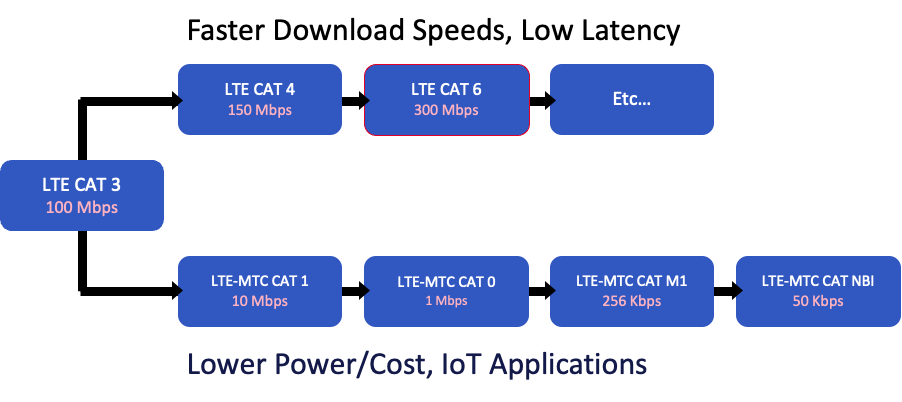 Faster Download Speeds, Low Latency
LTE CAT 4
150 Mbps
LTE CAT 6
300 Mbps
Etc...
LTE CAT 3
100 Mbps
LTE-MTC CAT 1
10 Mbps
LTE-MTC CAT 0
1 Mbps
LTE-MTC CAT M1
256 Kbps
LTE-MTC CAT NBI
50 Kbps
Lower Power/Cost, IoT Applications